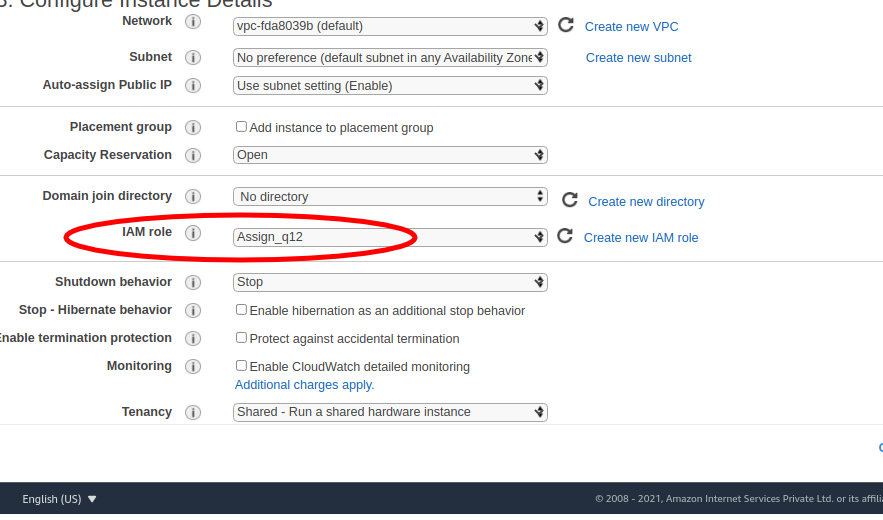 3. Configure Instance Details
Network i vpc-fda8039b (default) Create new VPC
Subnet i No preference (default subnet in any Availability Zone Create new subnet
Auto-assign Public IP i Use subnet setting (Enable)
Placement group i Add instance to placement group
Capacity Reservation i Open
Domain join directory i No directory Create new directory
IAM role i Assign_q12 Create new IAM role
Shutdown behavior i Stop
Stop - Hibernate behavior i Enable hibernation as an additional stop behavior
nable termination protection i Protect against accidental termination
Monitoring i Enable CloudWatch detailed monitoring
Additional charges apply.
Tenancy i Shared - Run a shared hardware instance
English (US) © 2008 - 2021, Amazon Internet Services Private Ltd. or its affilia